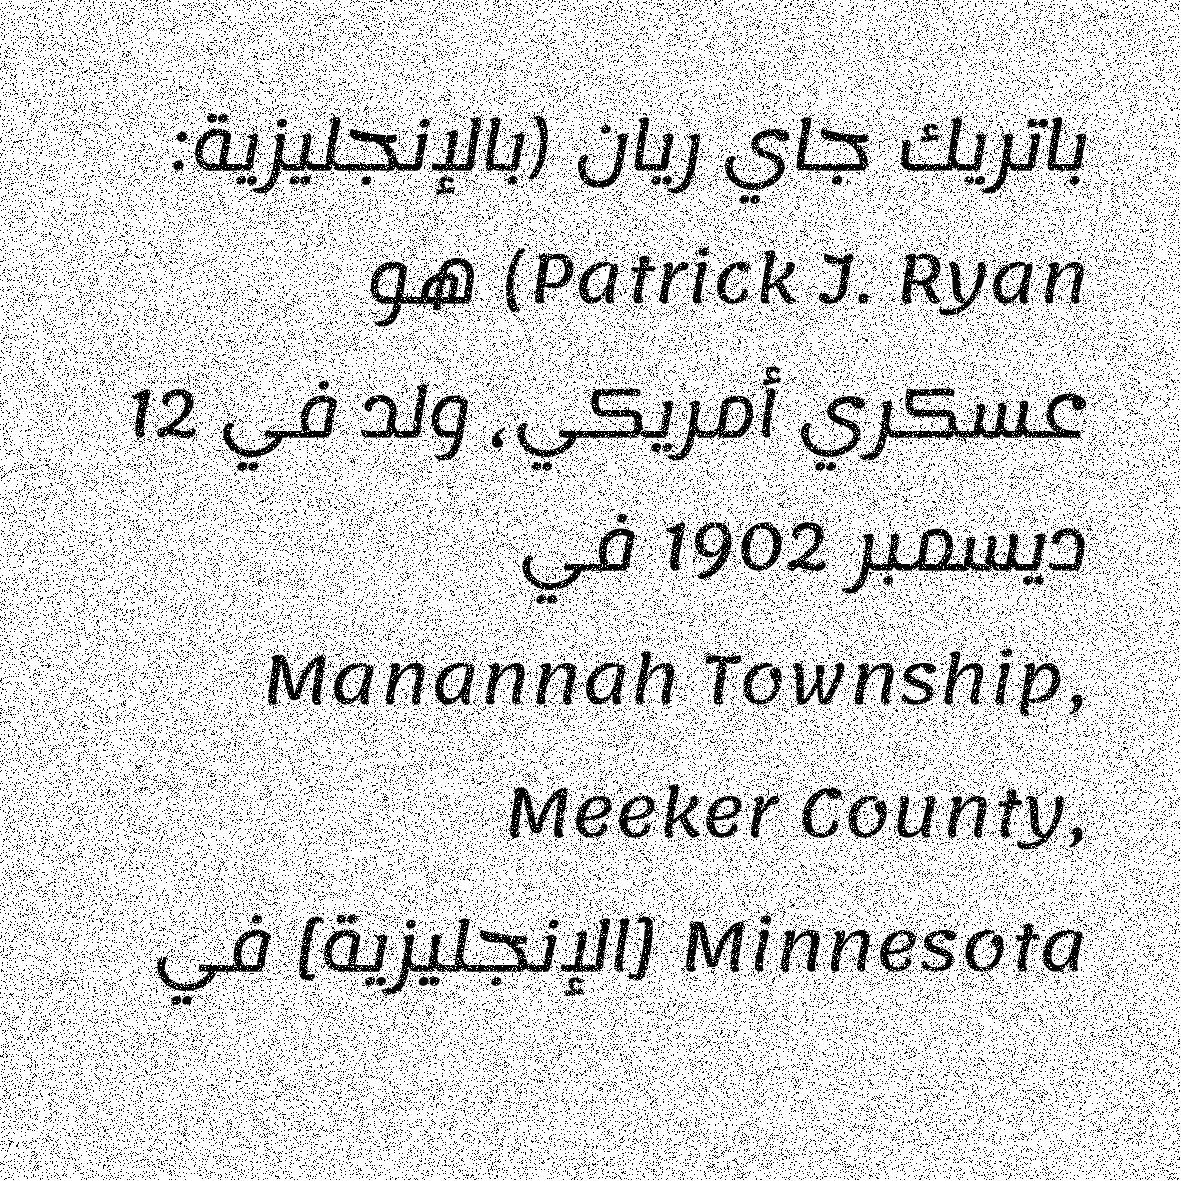 باتريك جاي ريان (بالإنجليزية:
Patrick J. Ryan) هو
عسكري أمريكي، ولد في 12
ديسمبر 1902 في
Manannah Township,
Meeker County,
Minnesota [الإنجليزية] في